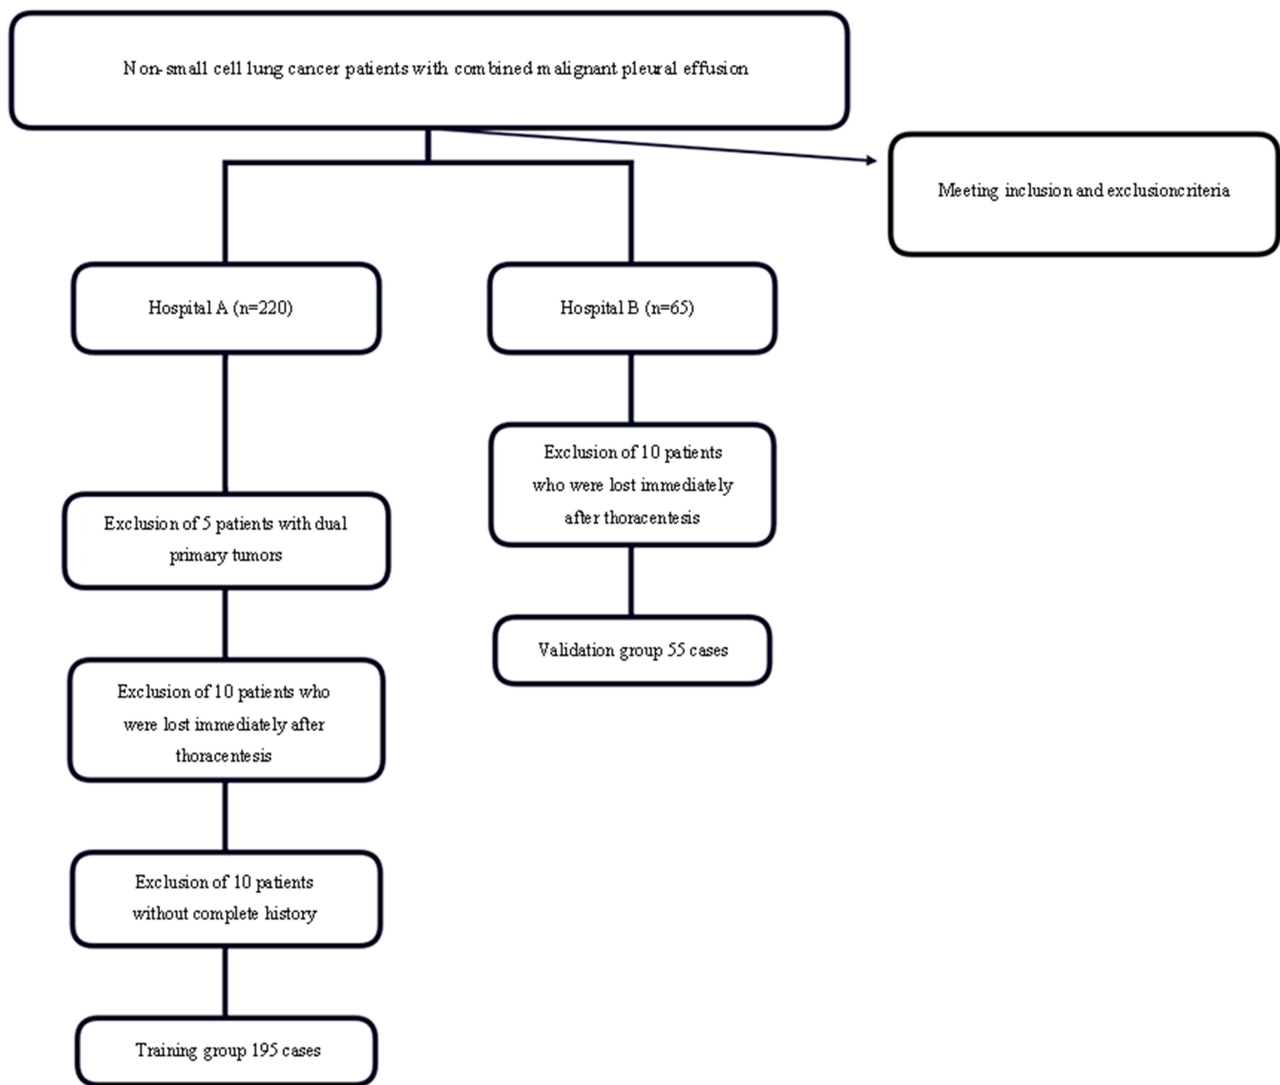 Non-small cell lung cancer patients with combined malignant pleural effusion
Meeting inclusion and exclusioncriteria
Hospital A (n=220)
Hospital B (n=65)
Exclusion of 10 patients
who were lost immediately
after thoracentesis
Exclusion of 5 patients with dual
primary tumors
Validation group 55 cases
Exclusion of 10 patients who
were lost immediately after
thoracentesis
Exclusion of 10 patients
without complete history
Training group 195 cases